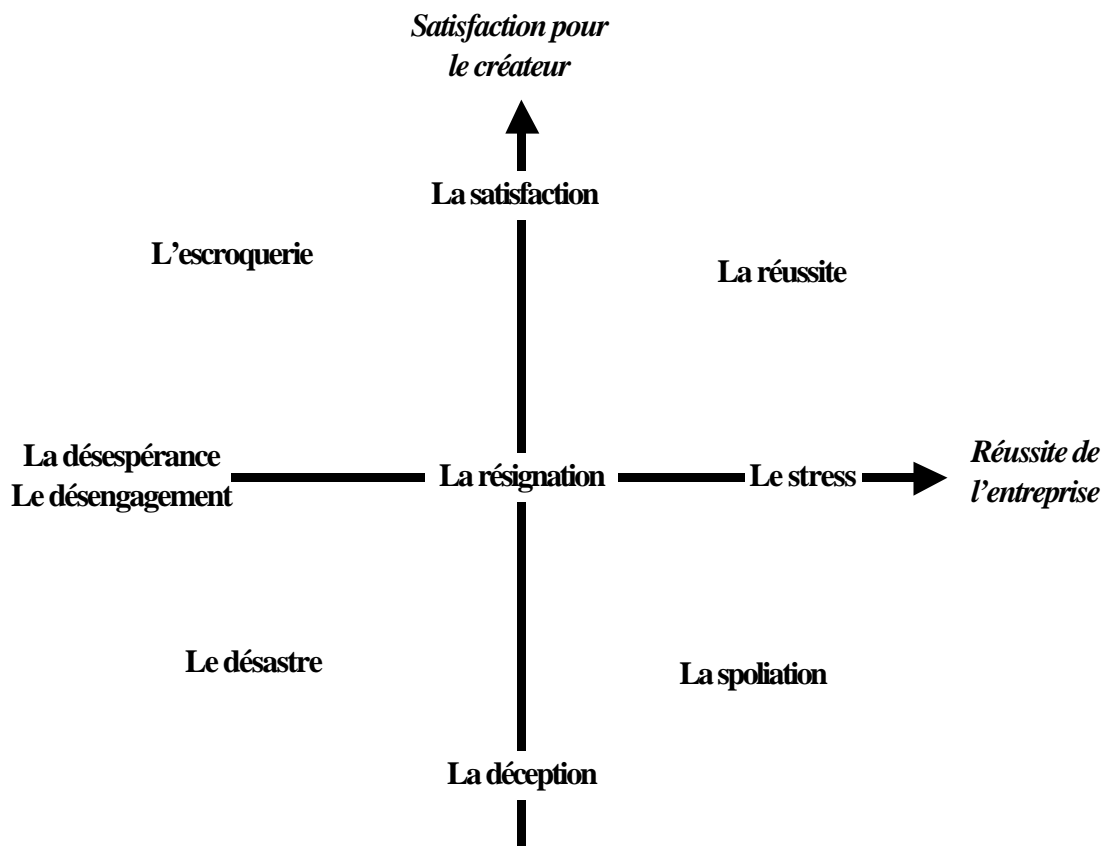 Satisfaction pour
le créateur
La satisfaction
L’escroquerie
La réussite
La désespérance
Le désengagement
La résignation
Le stress
Réussite de
l’entreprise
Le désastre
La spoliation
La déception